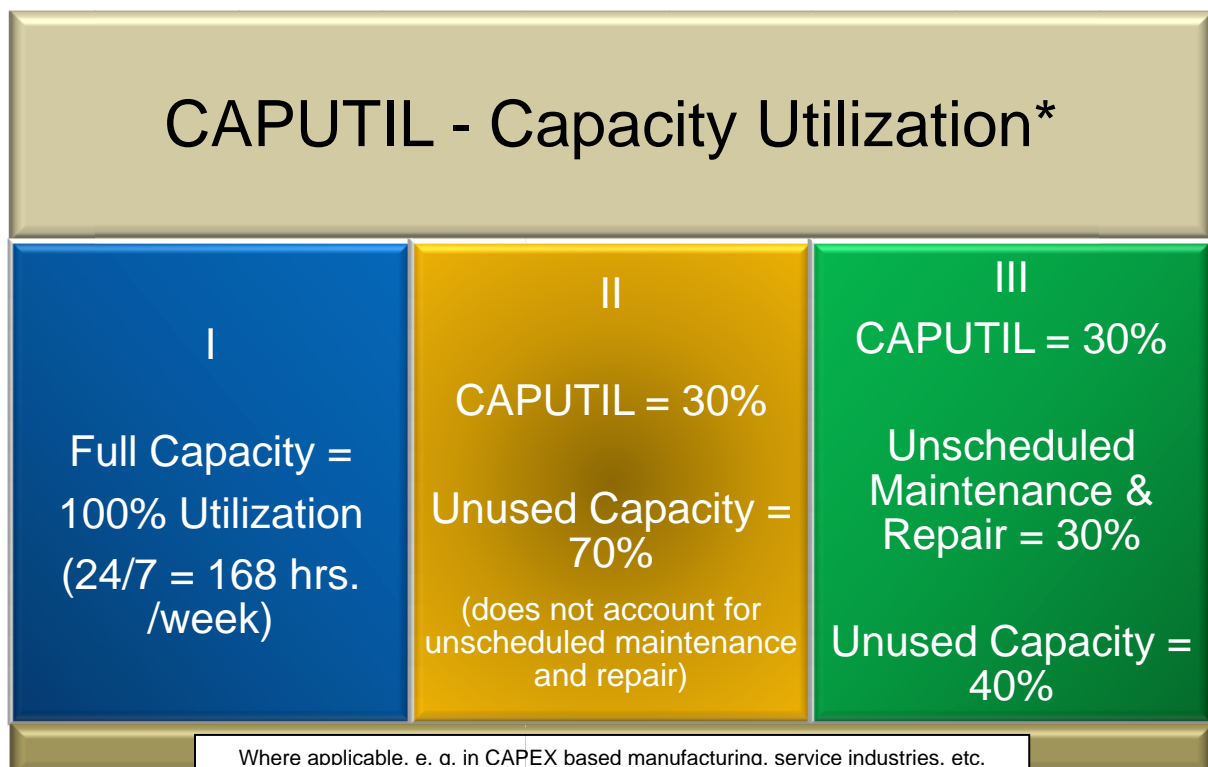 CAPUTIL - Capacity Utilization*
I
Full Capacity =
100% Utilization
(24/7 = 168 hrs.
/week)
II
CAPUTIL = 30%
Unused Capacity =
70%
(does not account for
unscheduled maintenance
and repair)
III
CAPUTIL = 30%
Unscheduled
Maintenance &
Repair = 30%
Unused Capacity =
40%
Where applicable, e. g. in CAPEX based manufacturing, service industries, etc.